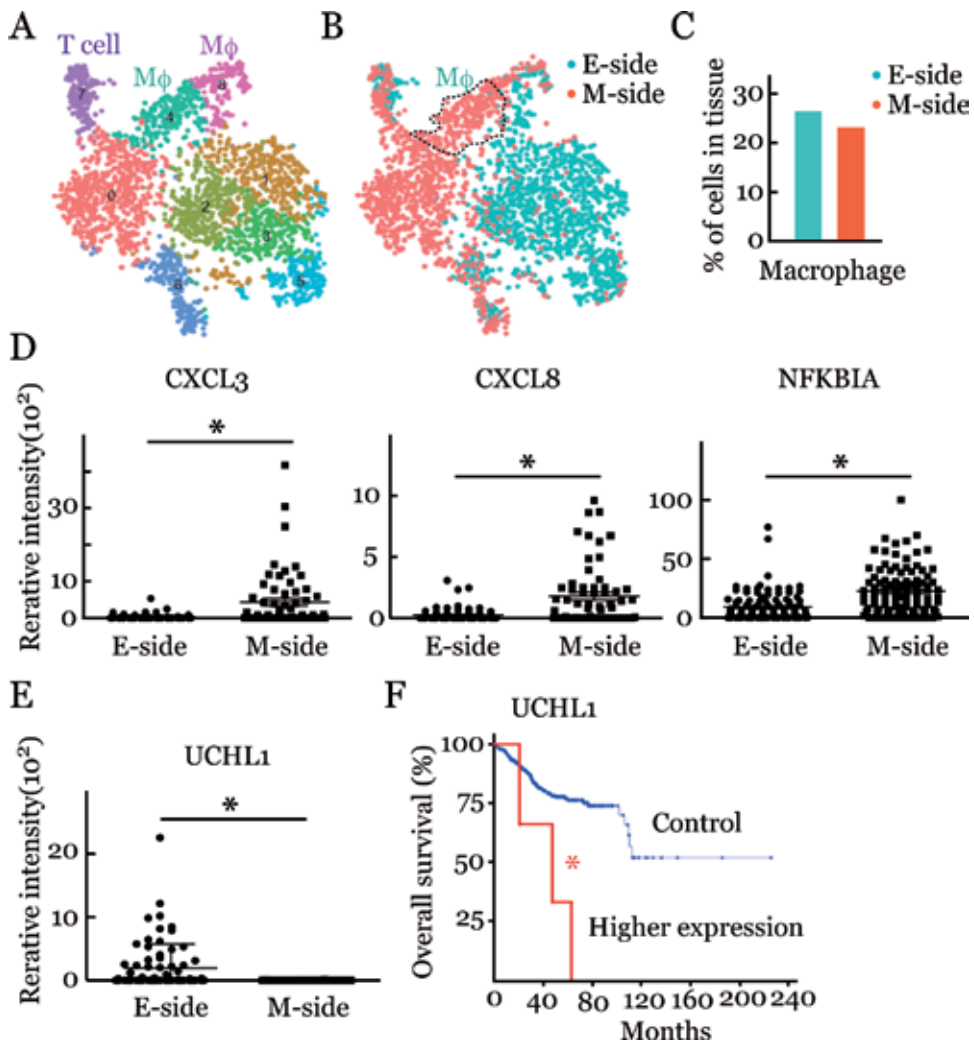 A
T cell
Mϕ
Mϕ
7
8
4
0
1
2
3
6
5
B
Mϕ
E-side
M-side
C
E-side
M-side
% of cells in tissue
30
20
10
0
Macrophage
D
Rerative intensity(10²)
CXCL3
*
30
10
0
E-side M-side
CXCL8
*
10
5
0
E-side M-side
NFKBIA
*
100
50
0
E-side M-side
E
UCHL1
Rerative intensity(10²)
*
20
10
0
E-side M-side
F
UCHL1
Overall survival (%)
100
75
50
25
Control
*
Higher expression
0 40 80 120 160 200 240
Months